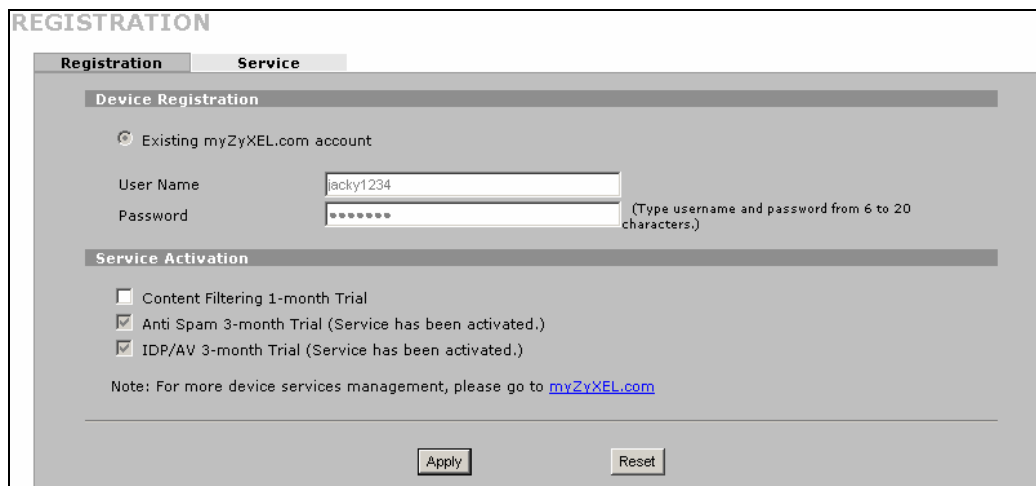 REGISTRATION
Registration Service
Device Registration
Existing myZyXEL.com account
User Name jacky1234
Password ••••••• (Type username and password from 6 to 20
characters.)
Service Activation
Content Filtering 1-month Trial
Anti Spam 3-month Trial (Service has been activated.)
IDP/AV 3-month Trial (Service has been activated.)
Note: For more device services management, please go to myZyXEL.com
Apply Reset